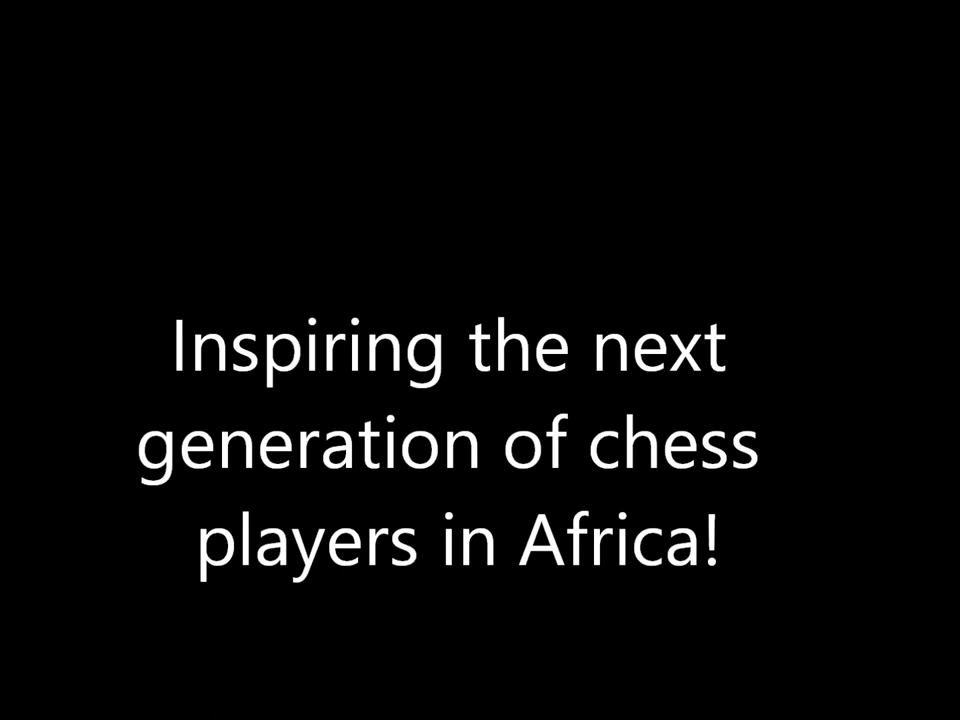 Inspiring the next
generation of chess
players in Africa!